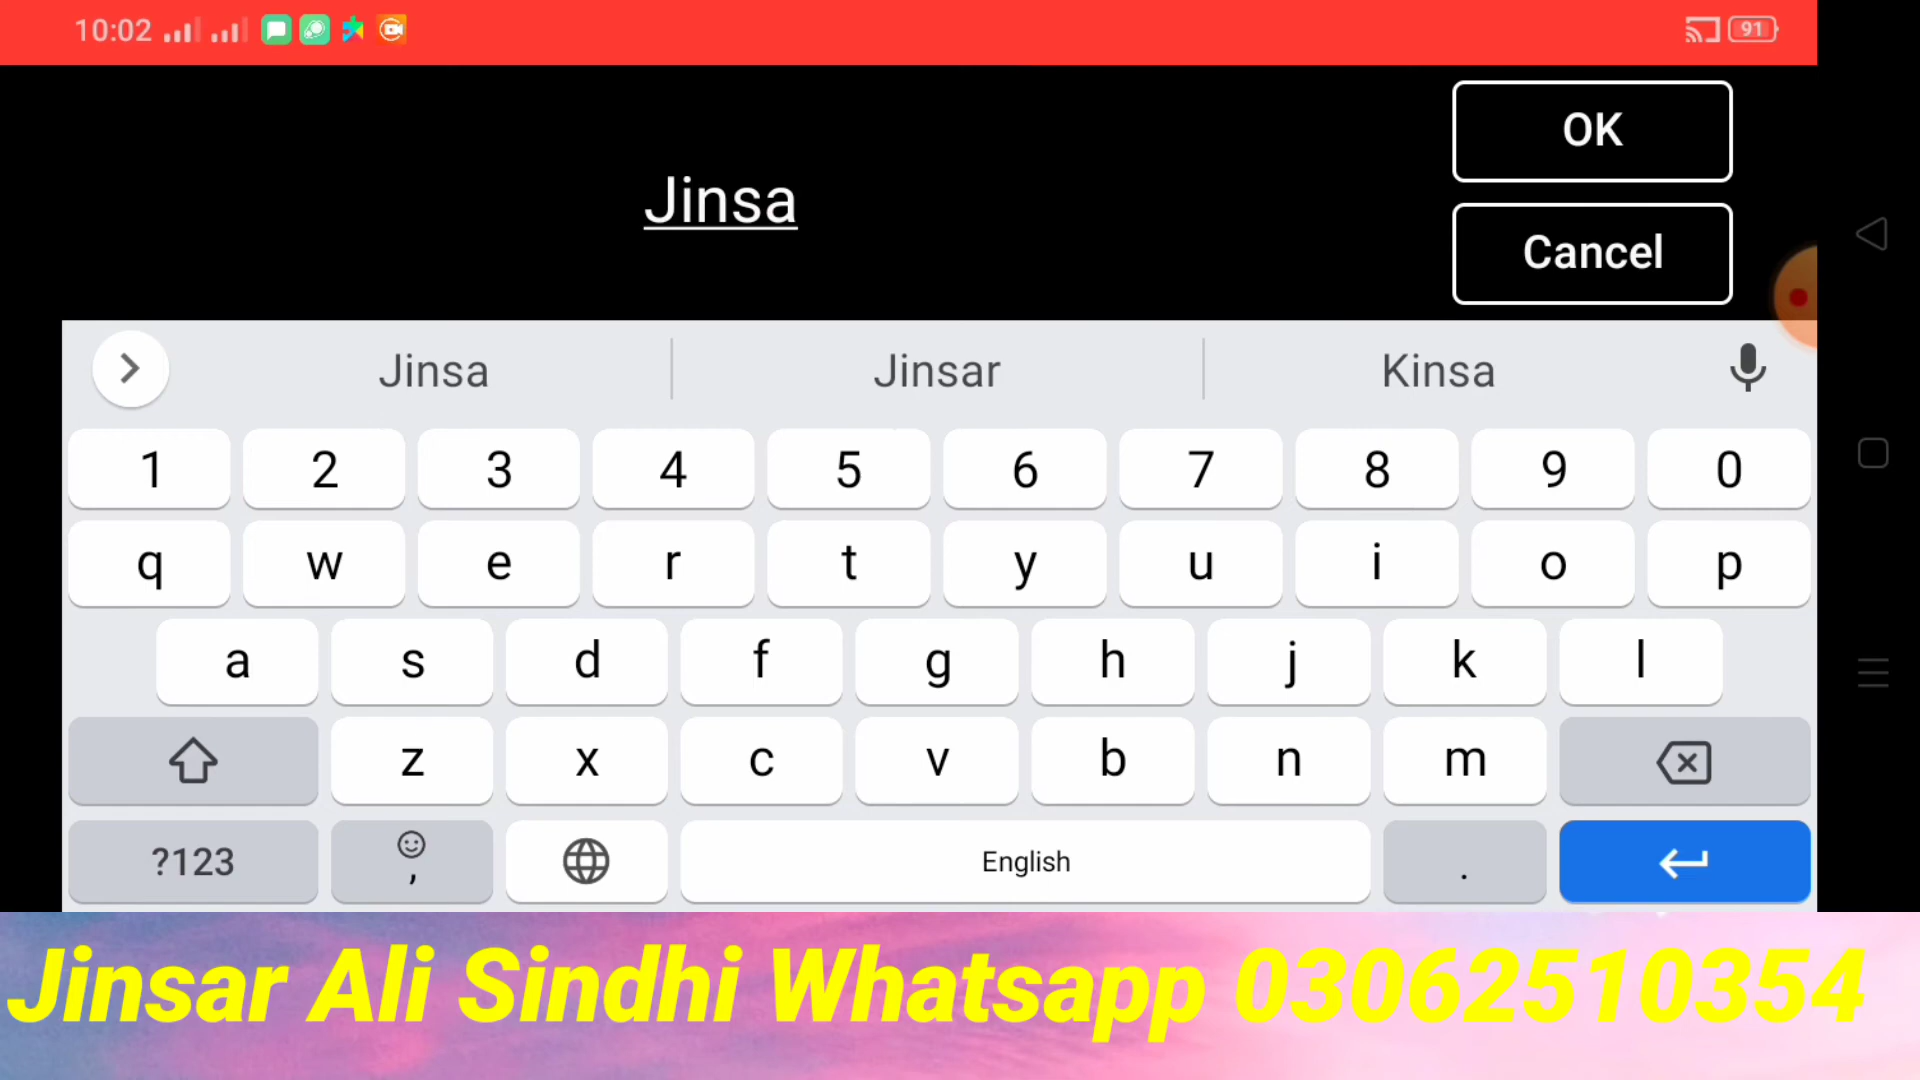 10:02
91
OK
Jinsa
Cancel
Jinsa Jinsar Kinsa
1 2 3 4 5 6 7 8 9 0
q w e r t y u i o p
a s d f g h j k l
z x c v b n m
?123 , English .
Jinsar Ali Sindhi Whatsapp 03062510354